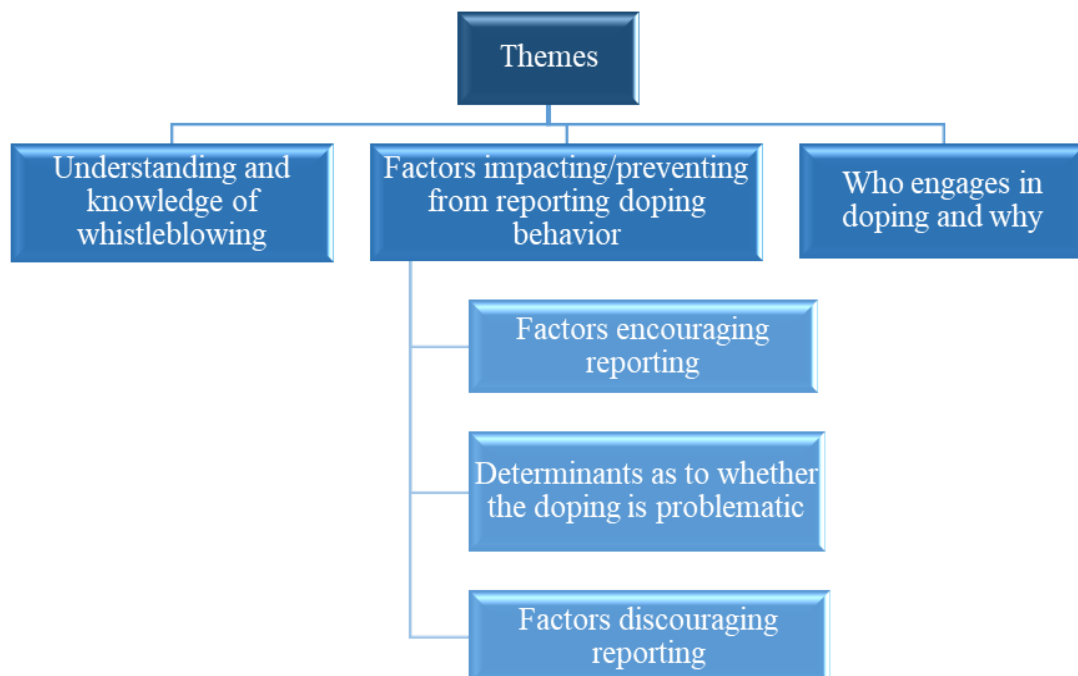 Themes
Understanding and
knowledge of
whistleblowing
Factors impacting/preventing
from reporting doping
behavior
Who engages in
doping and why
Factors encouraging
reporting
Determinants as to whether
the doping is problematic
Factors discouraging
reporting